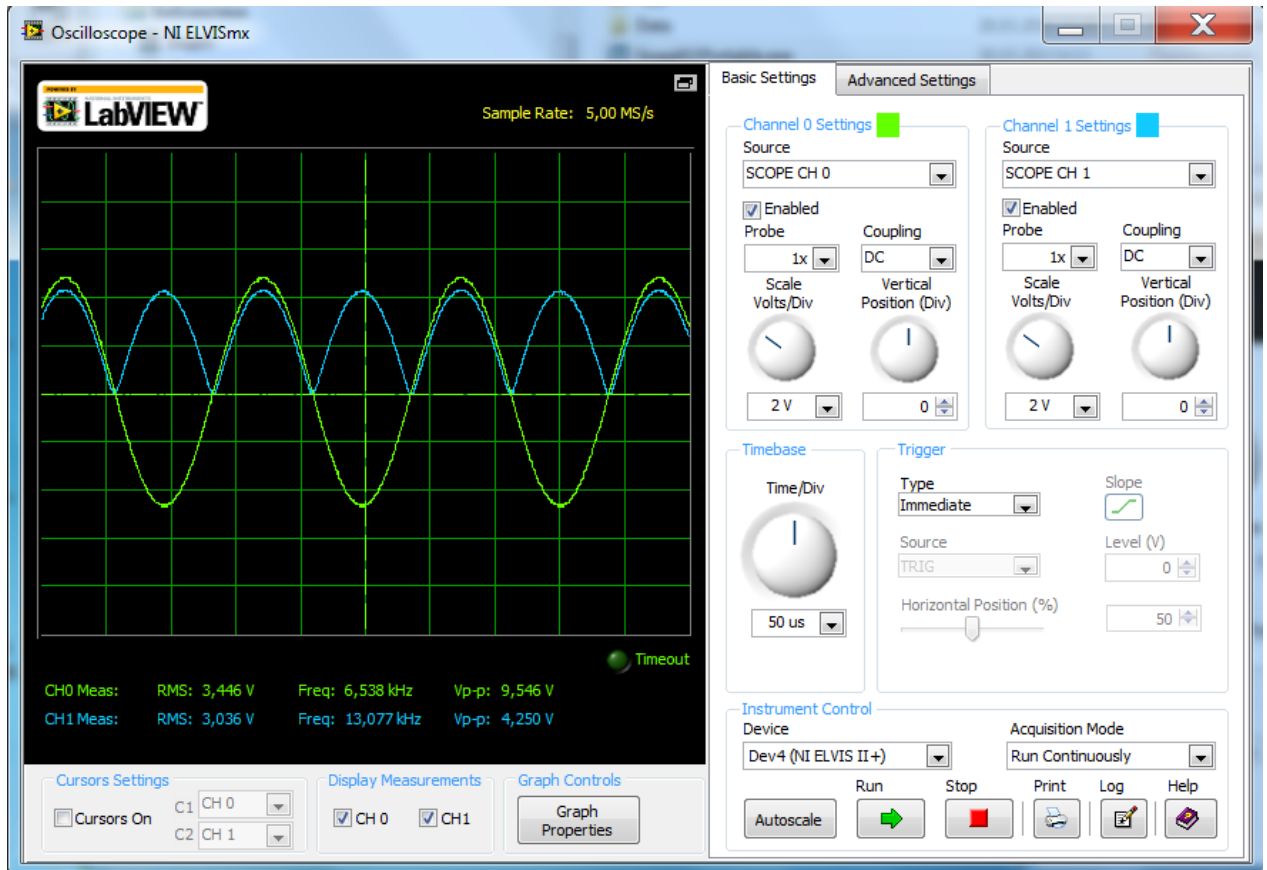 Oscilloscope - NI ELVISmx
POWERED BY
NATIONAL INSTRUMENTS
LabVIEW
Sample Rate: 5,00 MS/s
Timeout
CH0 Meas: RMS: 3,446 V Freq: 6,538 kHz Vp-p: 9,546 V
CH1 Meas: RMS: 3,036 V Freq: 13,077 kHz Vp-p: 4,250 V
Cursors Settings
Cursors On
C1 CH 0
C2 CH 1
Display Measurements
CH 0 CH1
Graph Controls
Graph
Properties
Basic Settings Advanced Settings
Channel 0 Settings
Source
SCOPE CH 0
Enabled
Probe Coupling
1x DC
Scale Vertical
Volts/Div Position (Div)
2 V 0
Channel 1 Settings
Source
SCOPE CH 1
Enabled
Probe Coupling
1x DC
Scale Vertical
Volts/Div Position (Div)
2 V 0
Timebase
Time/Div
50 us
Trigger
Type Slope
Immediate
Source Level (V)
TRIG 0
Horizontal Position (%)
50
Instrument Control
Device Acquisition Mode
Dev4 (NI ELVIS II+) Run Continuously
Run Stop Print Log Help
Autoscale